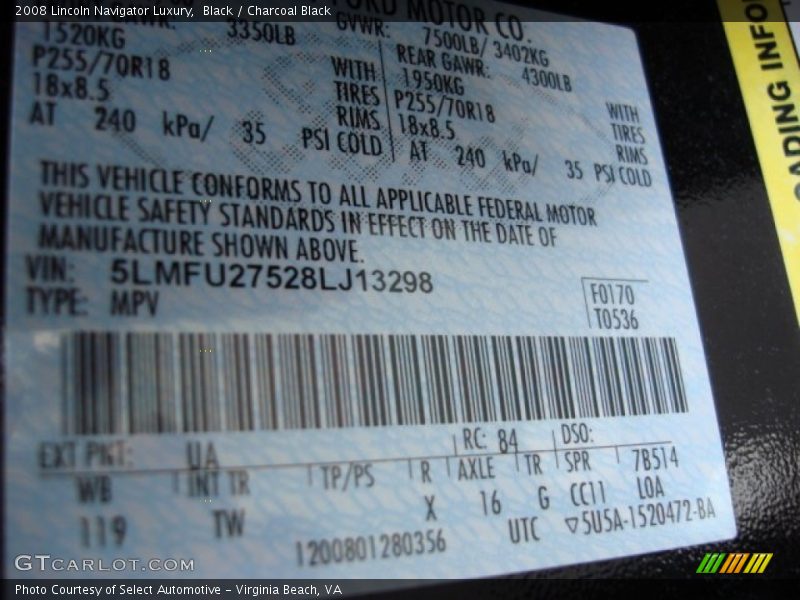 2008 Lincoln Navigator Luxury,  Black / Charcoal Black
FORD MOTOR CO.
GVWR: 7500LB/ 3402KG
3350LB REAR GAWR: 4300LB
1520KG WITH 1950KG WITH
P255/70R18 TIRES P255/70R18 TIRES
18x8.5 RIMS 18x8.5 RIMS
AT 240 kPa/ 35 PSI COLD AT 240 kPa/ 35 PSI COLD
THIS VEHICLE CONFORMS TO ALL APPLICABLE FEDERAL MOTOR
VEHICLE SAFETY STANDARDS IN EFFECT ON THE DATE OF
MANUFACTURE SHOWN ABOVE.
VIN: 5LMFU27528LJ13298
TYPE: MPV
F0170
T0536
EXT PNT: UA RC: 84 DSO:
WB INT TR TP/PS R AXLE TR SPR 7B514
119 TW X 16 G CC11 LOA
1200801280356 UTC ▽5U5A-1520472-BA
GTCARLOT.COM
Photo Courtesy of Select Automotive – Virginia Beach, VA